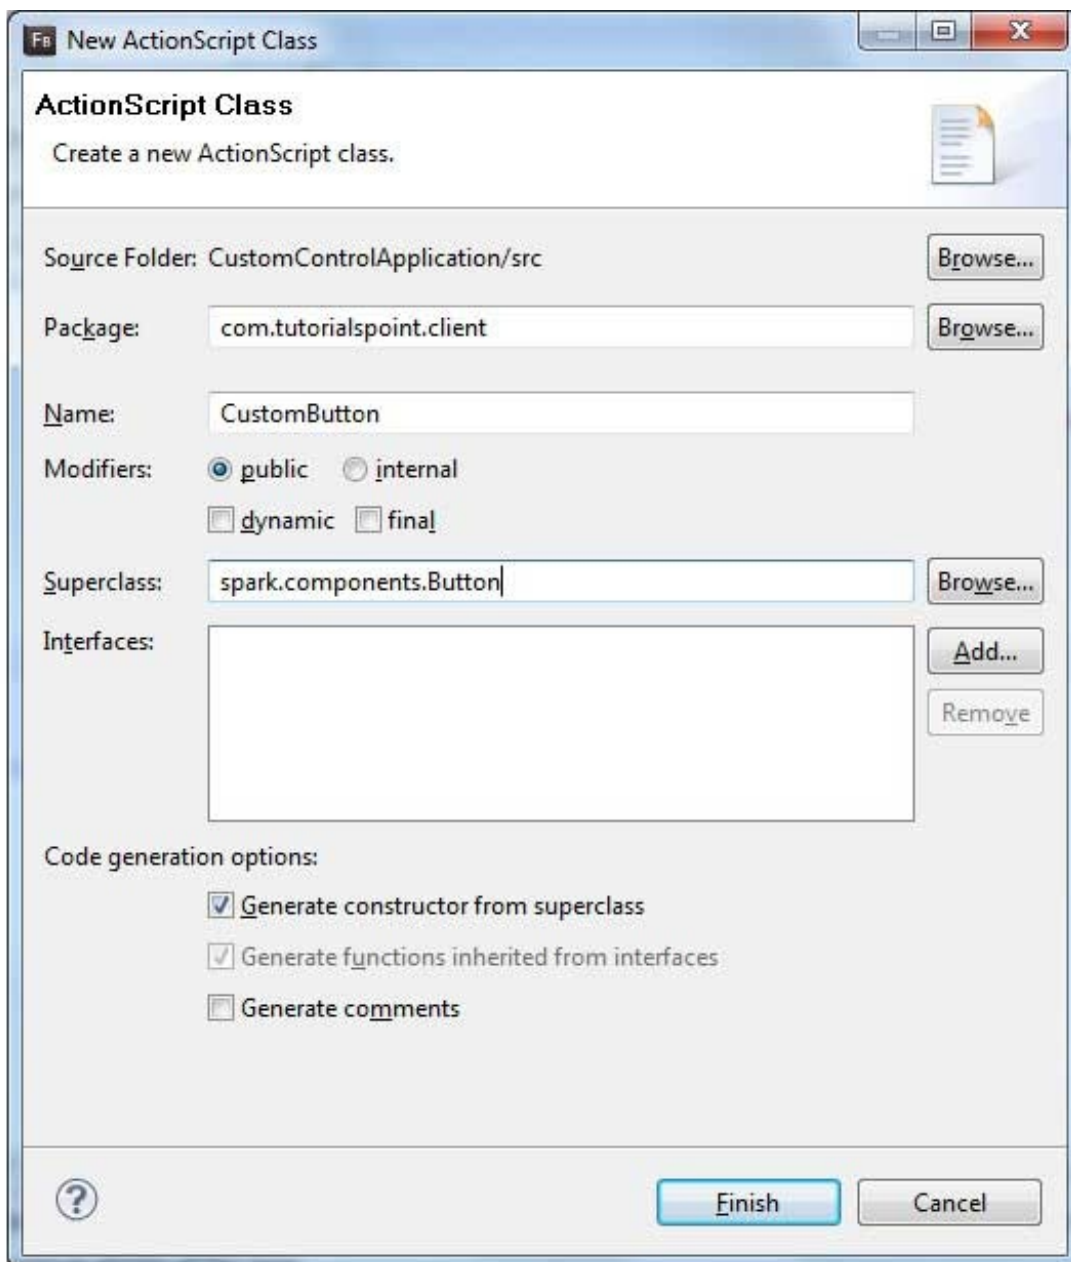 FB New ActionScript Class
ActionScript Class
Create a new ActionScript class.
Source Folder: CustomControlApplication/src Browse...
Package: com.tutorialspoint.client Browse...
Name: CustomButton
Modifiers: public internal
dynamic final
Superclass: spark.components.Button Browse...
Interfaces: Add...
Remove
Code generation options:
Generate constructor from superclass
Generate functions inherited from interfaces
Generate comments
? Finish Cancel